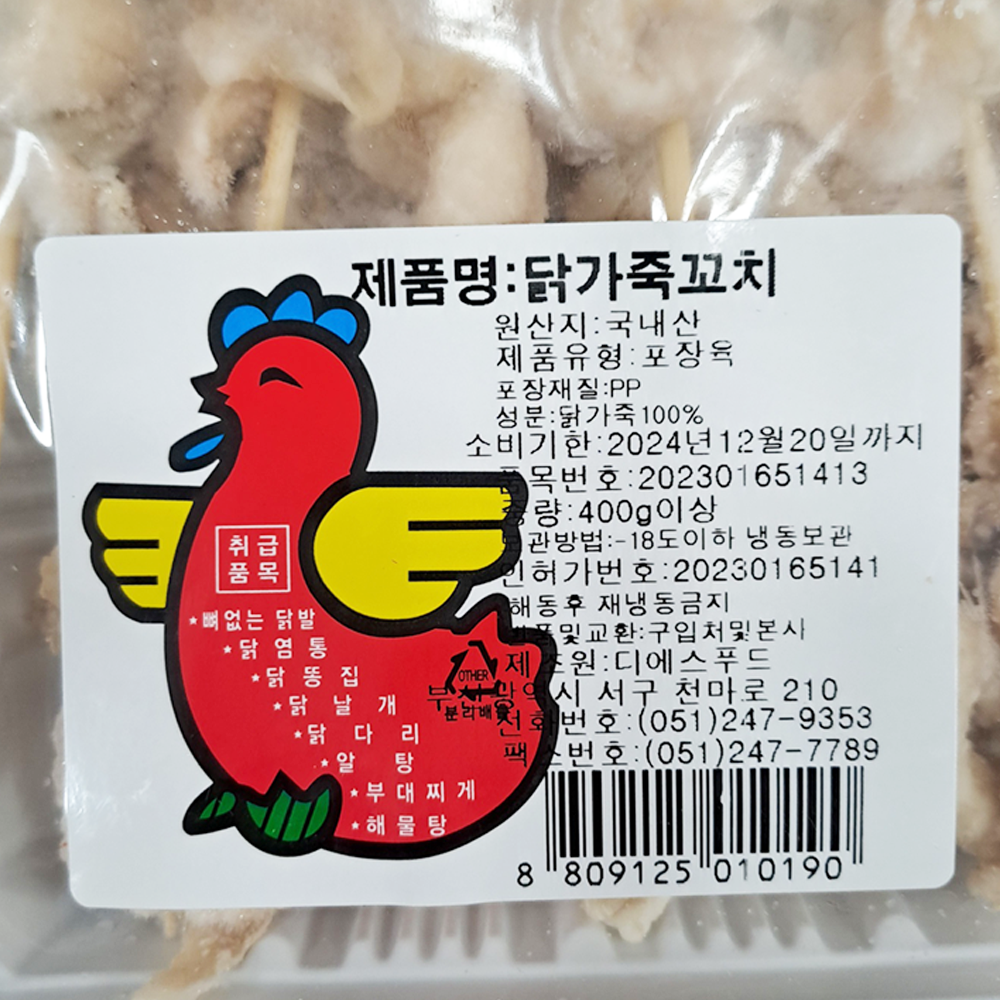 제품명:닭가죽꼬치
원산지:국내산
제품유형:포장육
포장재질:PP
성분:닭가죽100%
소비기한:2024년12월20일까지
품목번호:202301651413
중량:400g이상
보관방법:-18도이하 냉동보관
인허가번호:20230165141
해동후 재냉동금지
반품및교환:구입처및본사
제조원:디에스푸드
부산광역시 서구 천마로 210
전화번호:(051)247-9353
팩스번호:(051)247-7789
8 809125 010190
OTHER
분리배출
취급
품목
*뼈없는 닭발
*닭염통
*닭똥집
*닭날개
*닭다리
*알탕
*부대찌게
*해물탕